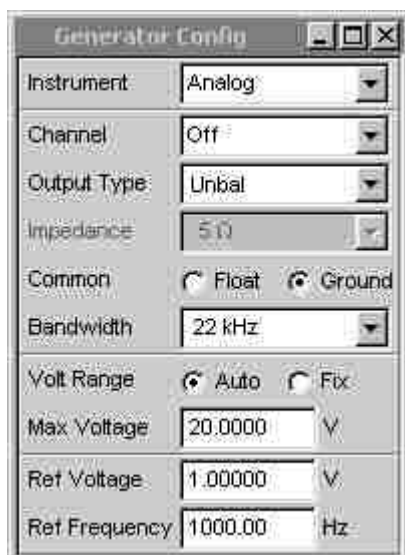 Generator Config
Instrument Analog
Channel Off
Output Type Unbal
Impedance 5 Ω
Common Float Ground
Bandwidth 22 kHz
Volt Range Auto Fix
Max Voltage 20.0000 V
Ref Voltage 1.00000 V
Ref Frequency 1000.00 Hz